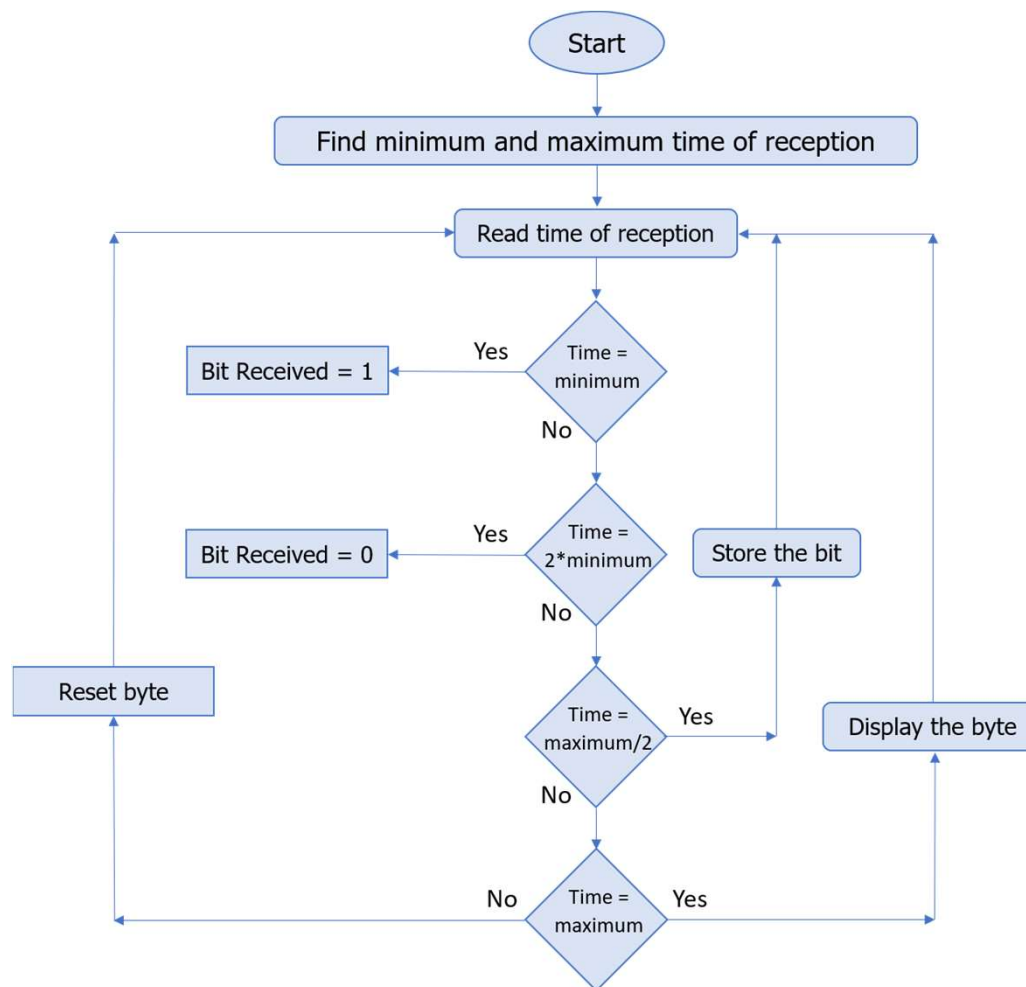 Start
Find minimum and maximum time of reception
Read time of reception
Yes
Time =
minimum
Bit Received = 1
No
Yes
Time =
2*minimum
Bit Received = 0
Store the bit
No
Reset byte
Time =
maximum/2
Yes
Display the byte
No
No
Time =
maximum
Yes